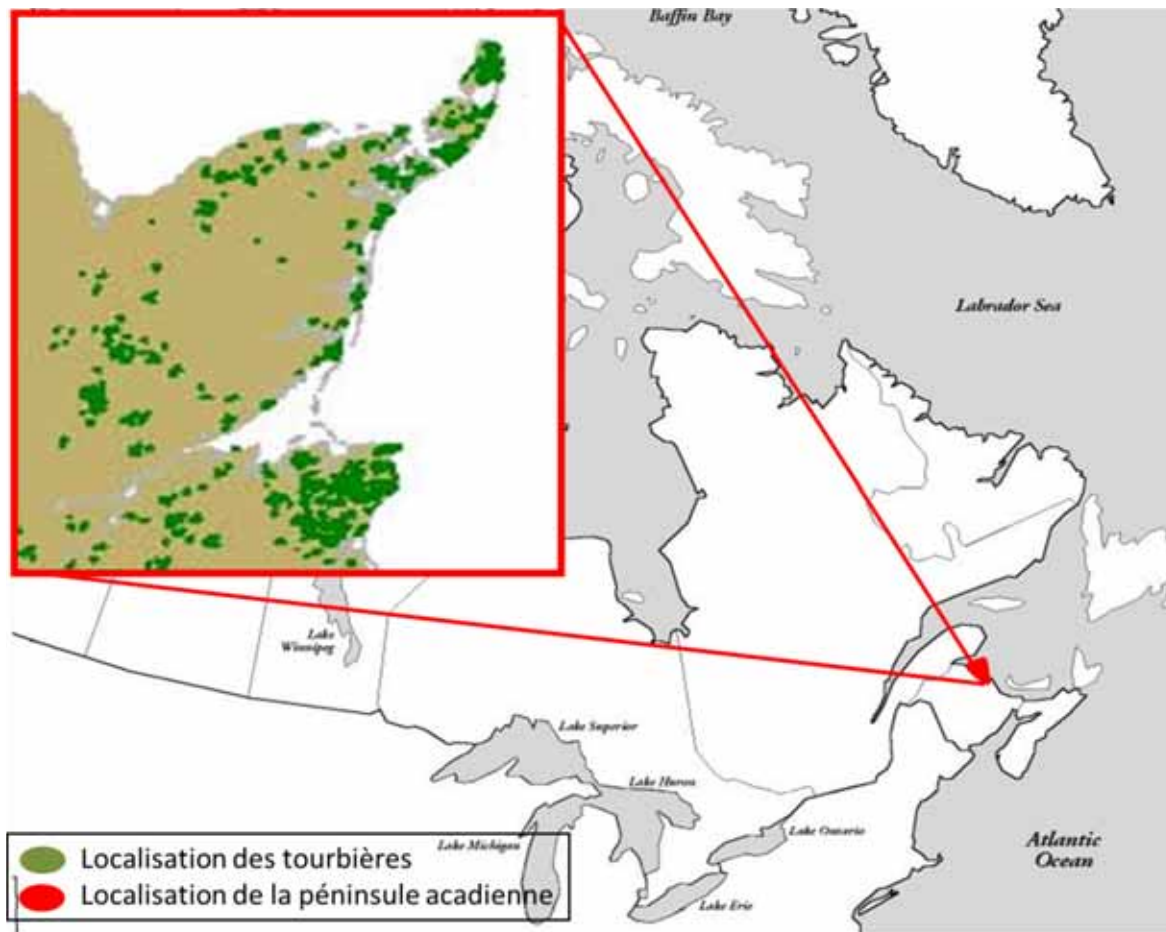 Baffin Bay
Labrador Sea
Lake
Winnipeg
Lake Superior
Lake Huron
Lake Michigan
Lake Ontario
Lake Erie
Atlantic
Ocean
Localisation des tourbières
Localisation de la péninsule acadienne